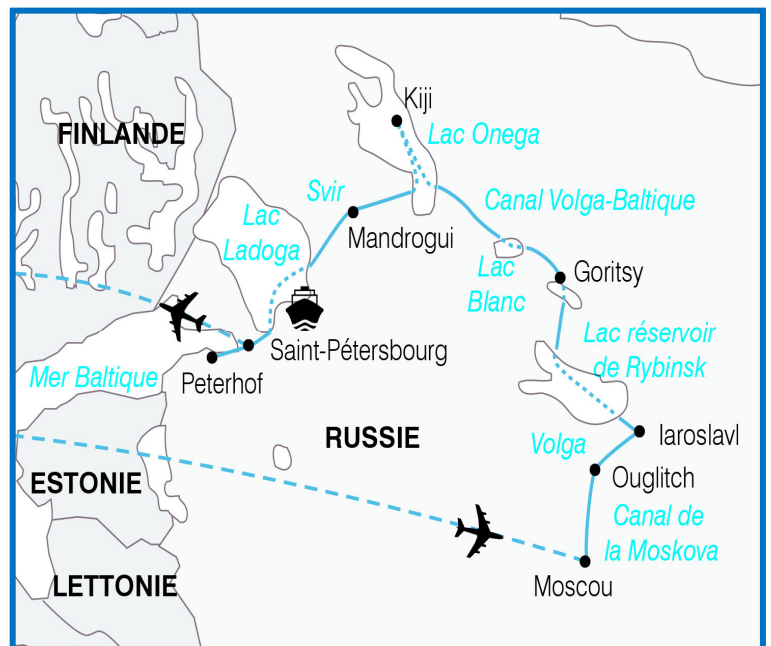 Kiji
FINLANDE
Lac Onega
Svir
Canal Volga-Baltique
Lac
Ladoga
Mandrogui
Lac
Blanc
Goritsy
Saint-Pétersbourg
Lac réservoir
de Rybinsk
Mer Baltique
Peterhof
RUSSIE
Iaroslavl
Volga
Ouglitch
ESTONIE
Canal de
la Moskova
LETTONIE
Moscou